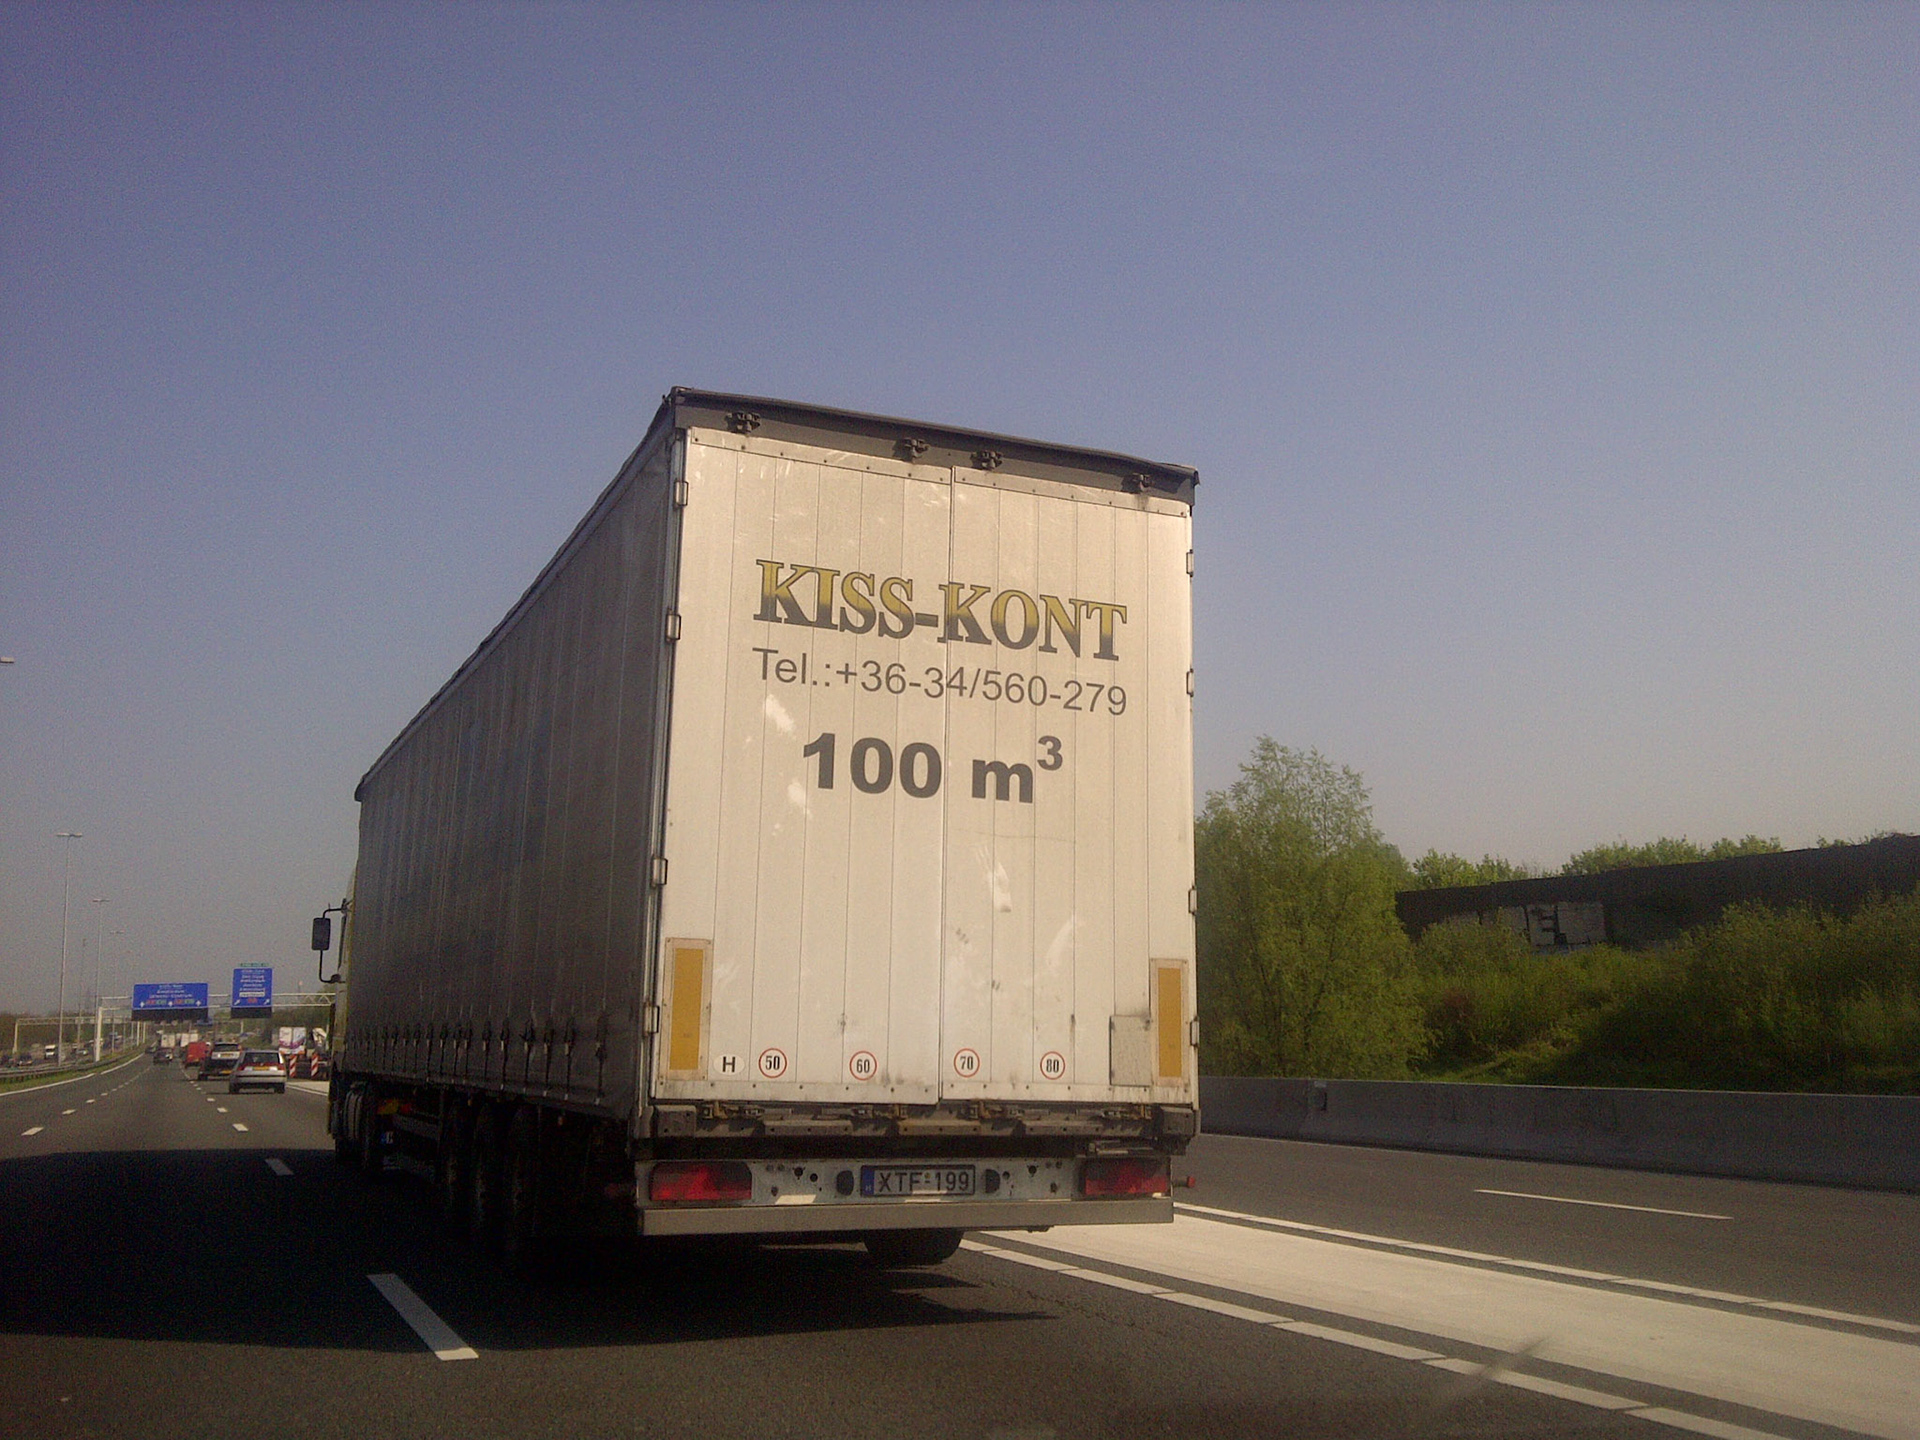 KISS-KONT
Tel.:+36-34/560-279
100 m³
H 50 60 70 80
XTF-199